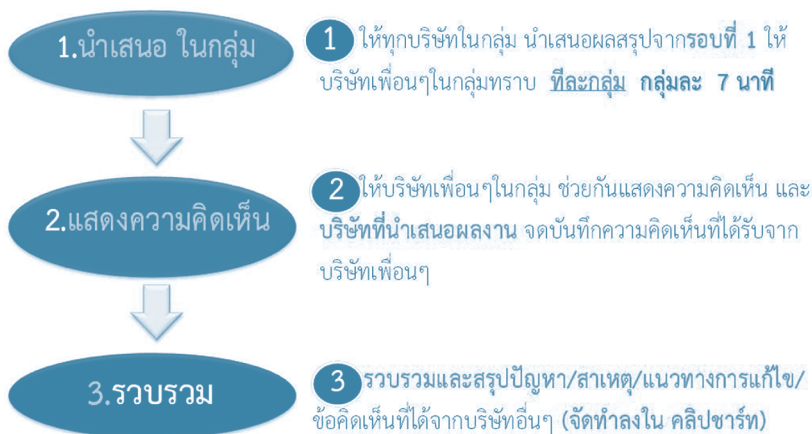 1.นำเสนอ ในกลุ่ม
1 ให้ทุกบริษัทในกลุ่ม นำเสนอผลสรุปจากรอบที่ 1 ให้
บริษัทเพื่อนๆในกลุ่มทราบ ทีละกลุ่ม กลุ่มละ 7 นาที
2.แสดงความคิดเห็น
2 ให้บริษัทเพื่อนๆในกลุ่ม ช่วยกันแสดงความคิดเห็น และ
บริษัทที่นำเสนอผลงาน จดบันทึกความคิดเห็นที่ได้รับจาก
บริษัทเพื่อนๆ
3.รวบรวม
3 รวบรวมและสรุปปัญหา/สาเหตุ/แนวทางการแก้ไข/
ข้อคิดเห็นที่ได้จากบริษัทอื่นๆ (จัดทำลงใน คลิปชาร์ท)